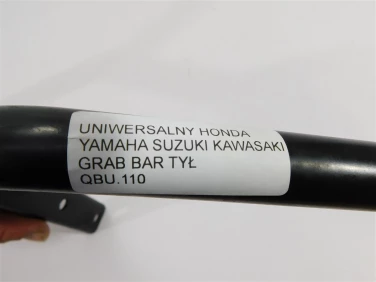 UNIWERSALNY HONDA
YAMAHA SUZUKI KAWASAKI
GRAB BAR TYŁ
QBU.110